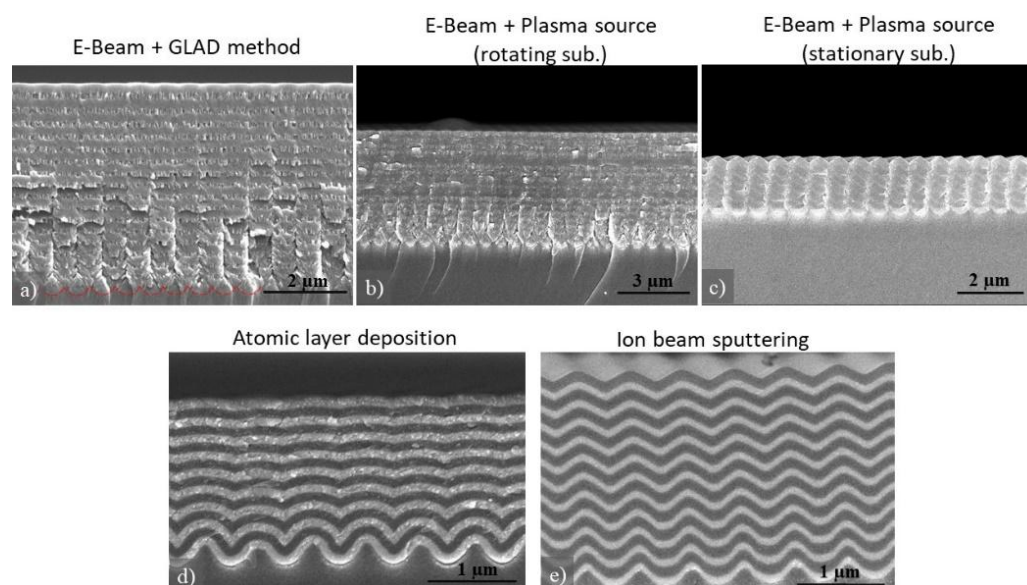 E-Beam + GLAD method
E-Beam + Plasma source
(rotating sub.)
E-Beam + Plasma source
(stationary sub.)
a)
2 µm
b)
3 µm
c)
2 µm
Atomic layer deposition
Ion beam sputtering
d)
1 µm
e)
1 µm